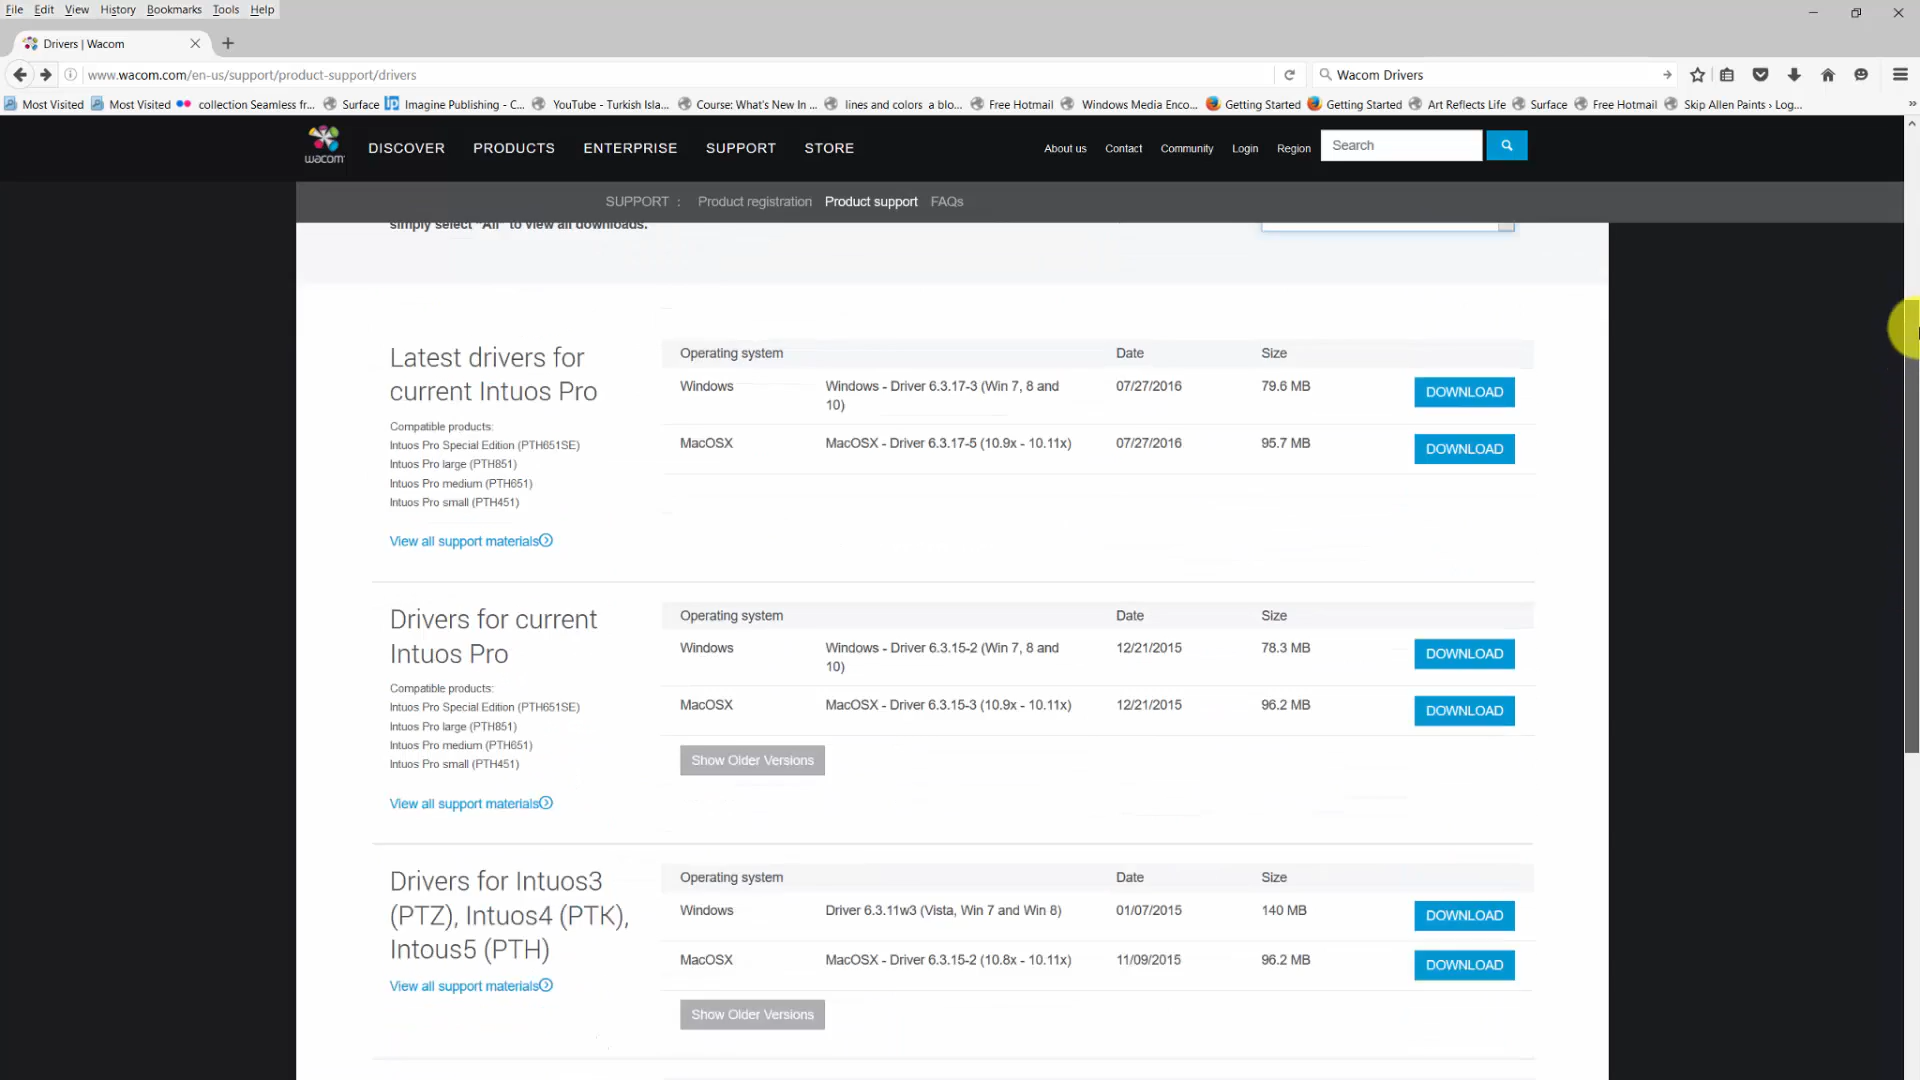 File Edit View History Bookmarks Tools Help
Drivers | Wacom
www.wacom.com/en-us/support/product-support/drivers
Wacom Drivers
Most Visited Most Visited collection Seamless fr... Surface Imagine Publishing - C... YouTube - Turkish Isla... Course: What's New In ... lines and colors a blo... Free Hotmail Windows Media Enco... Getting Started Getting Started Art Reflects Life Surface Free Hotmail Skip Allen Paints › Log...
wacom DISCOVER PRODUCTS ENTERPRISE SUPPORT STORE About us Contact Community Login Region Search
SUPPORT : Product registration Product support FAQs
simply select "All" to view all downloads.
Latest drivers for
current Intuos Pro
Compatible products:
Intuos Pro Special Edition (PTH651SE)
Intuos Pro large (PTH851)
Intuos Pro medium (PTH651)
Intuos Pro small (PTH451)
View all support materials
Operating system Date Size
Windows Windows - Driver 6.3.17-3 (Win 7, 8 and 07/27/2016 79.6 MB DOWNLOAD
10)
MacOSX MacOSX - Driver 6.3.17-5 (10.9x - 10.11x) 07/27/2016 95.7 MB DOWNLOAD
Drivers for current
Intuos Pro
Compatible products:
Intuos Pro Special Edition (PTH651SE)
Intuos Pro large (PTH851)
Intuos Pro medium (PTH651)
Intuos Pro small (PTH451)
View all support materials
Operating system Date Size
Windows Windows - Driver 6.3.15-2 (Win 7, 8 and 12/21/2015 78.3 MB DOWNLOAD
10)
MacOSX MacOSX - Driver 6.3.15-3 (10.9x - 10.11x) 12/21/2015 96.2 MB DOWNLOAD
Show Older Versions
Drivers for Intuos3
(PTZ), Intuos4 (PTK),
Intous5 (PTH)
View all support materials
Operating system Date Size
Windows Driver 6.3.11w3 (Vista, Win 7 and Win 8) 01/07/2015 140 MB DOWNLOAD
MacOSX MacOSX - Driver 6.3.15-2 (10.8x - 10.11x) 11/09/2015 96.2 MB DOWNLOAD
Show Older Versions